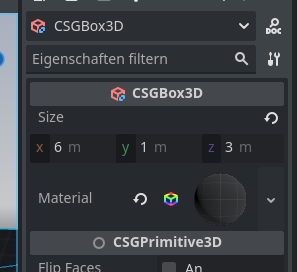 CSGBox3D
DOC
Eigenschaften filtern
CSGBox3D
Size
x 6 m y 1 m z 3 m
Material
CSGPrimitive3D
Flip Faces An